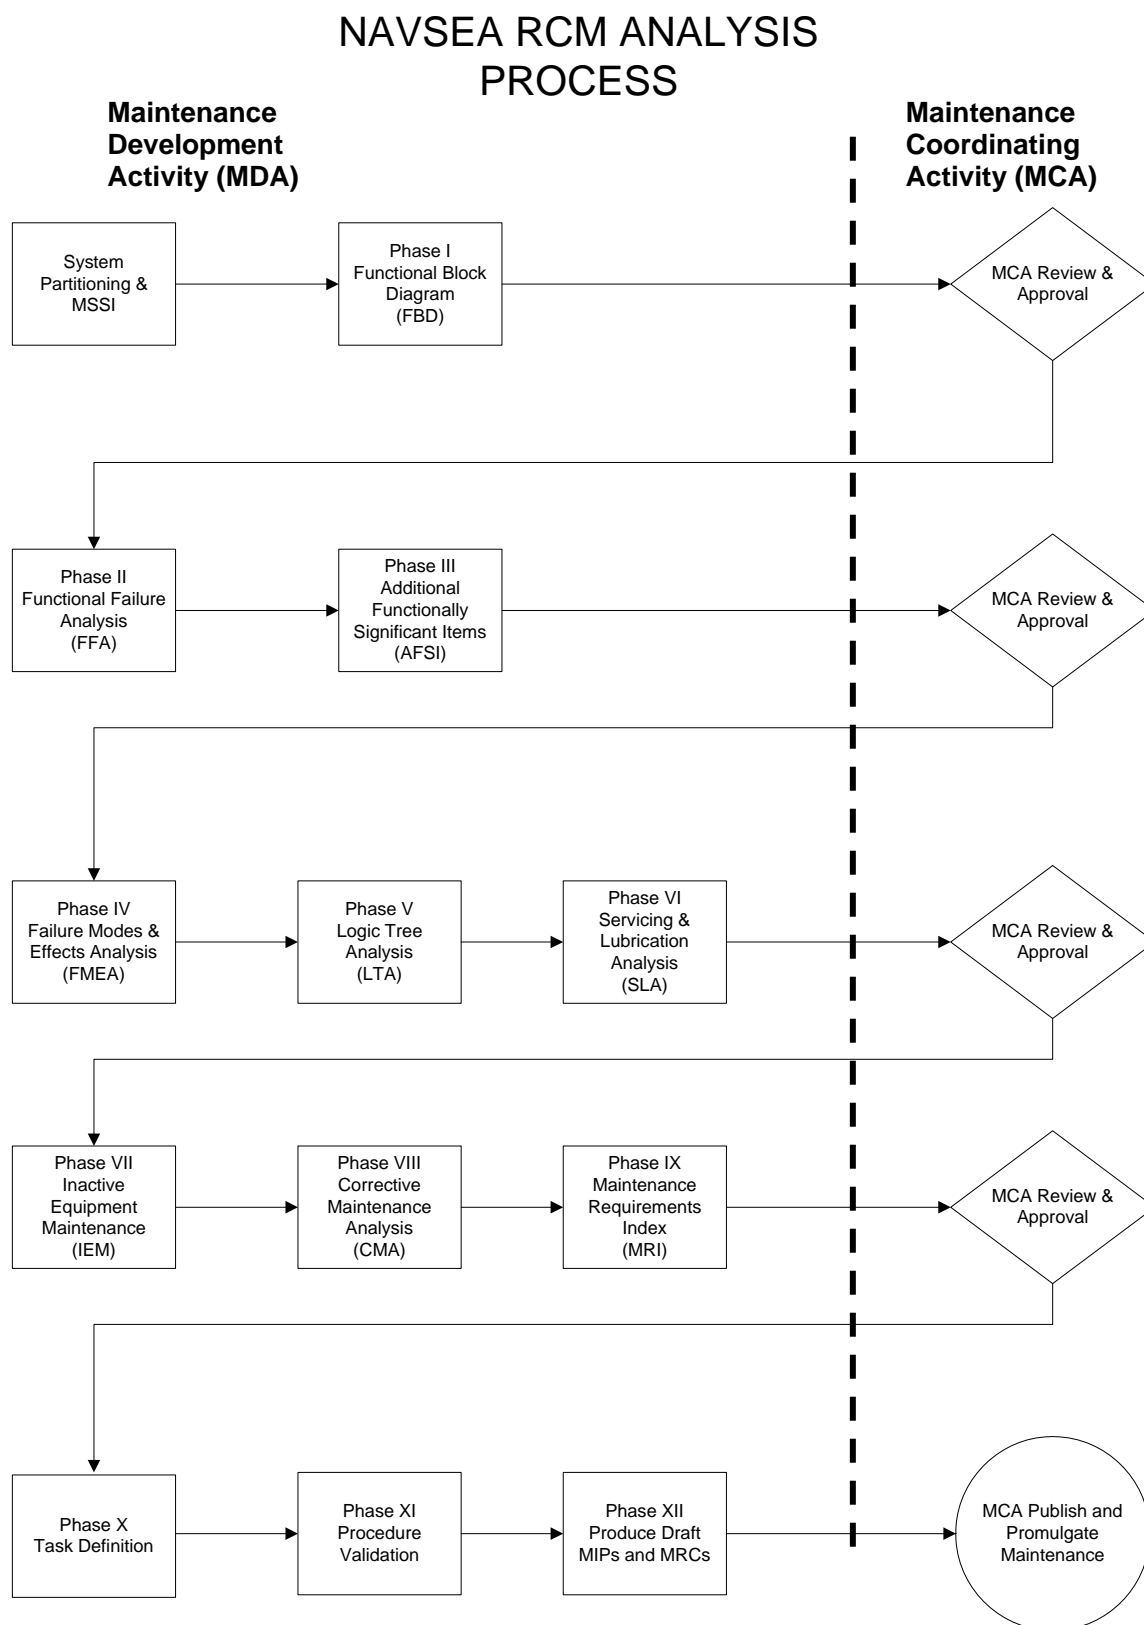 NAVSEA RCM ANALYSIS
PROCESS
Maintenance
Development
Activity (MDA)
Maintenance
Coordinating
Activity (MCA)
System
Partitioning &
MSSI
Phase I
Functional Block
Diagram
(FBD)
MCA Review &
Approval
Phase II
Functional Failure
Analysis
(FFA)
Phase III
Additional
Functionally
Significant Items
(AFSI)
MCA Review &
Approval
Phase IV
Failure Modes &
Effects Analysis
(FMEA)
Phase V
Logic Tree
Analysis
(LTA)
Phase VI
Servicing &
Lubrication
Analysis
(SLA)
MCA Review &
Approval
Phase VII
Inactive
Equipment
Maintenance
(IEM)
Phase VIII
Corrective
Maintenance
Analysis
(CMA)
Phase IX
Maintenance
Requirements
Index
(MRI)
MCA Review &
Approval
Phase X
Task Definition
Phase XI
Procedure
Validation
Phase XII
Produce Draft
MIPs and MRCs
MCA Publish and
Promulgate
Maintenance